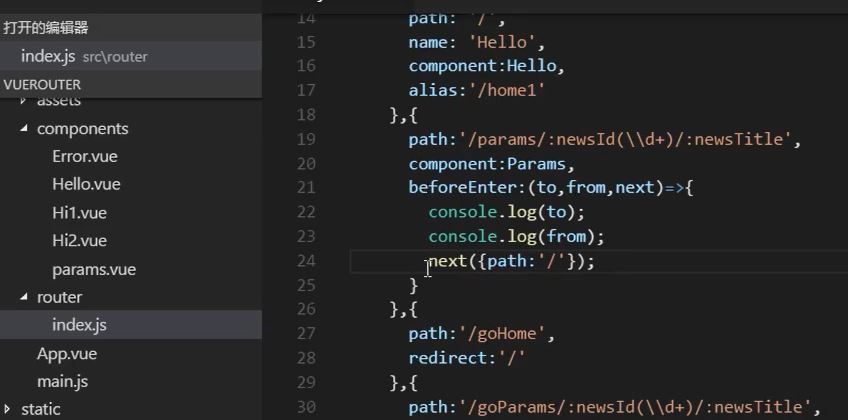 打开的编辑器
index.js src\router
VUEROUTER
assets
components
Error.vue
Hello.vue
Hi1.vue
Hi2.vue
params.vue
router
index.js
App.vue
main.js
static
14 path: '/',
15 name: 'Hello',
16 component:Hello,
17 alias:'/home1'
18 },{
19 path:'/params/:newsId(\\d+)/:newsTitle',
20 component:Params,
21 beforeEnter:(to,from,next)=>{
22 console.log(to);
23 console.log(from);
24 next({path:'/'});
25 }
26 },{
27 path:'/goHome',
28 redirect:'/'
29 },{
30 path:'/goParams/:newsId(\\d+)/:newsTitle',